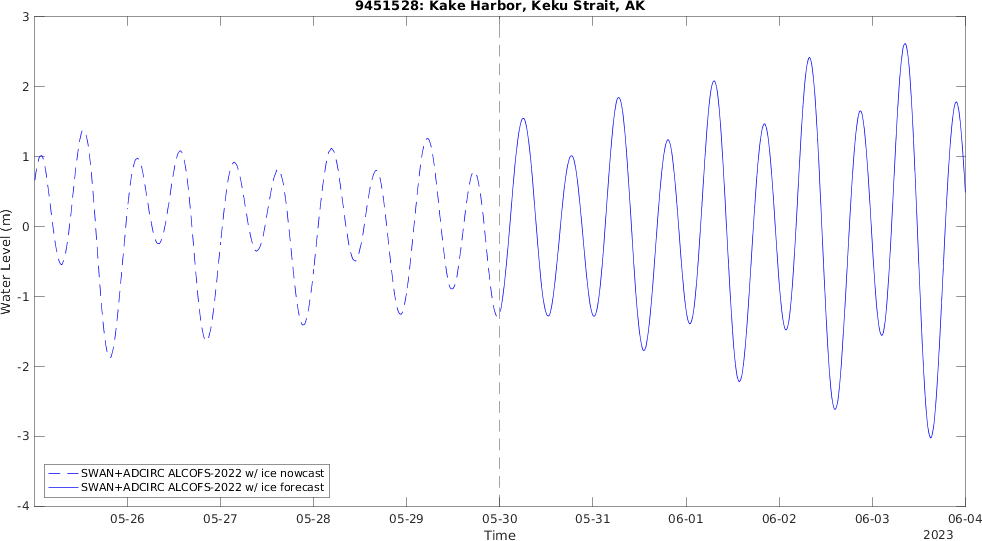 9451528: Kake Harbor, Keku Strait, AK
3
2
1
0
-1
-2
-3
-4
Water Level (m)
SWAN+ADCIRC ALCOFS-2022 w/ ice nowcast
SWAN+ADCIRC ALCOFS-2022 w/ ice forecast
05-26 05-27 05-28 05-29 05-30 05-31 06-01 06-02 06-03 06-04
Time
2023